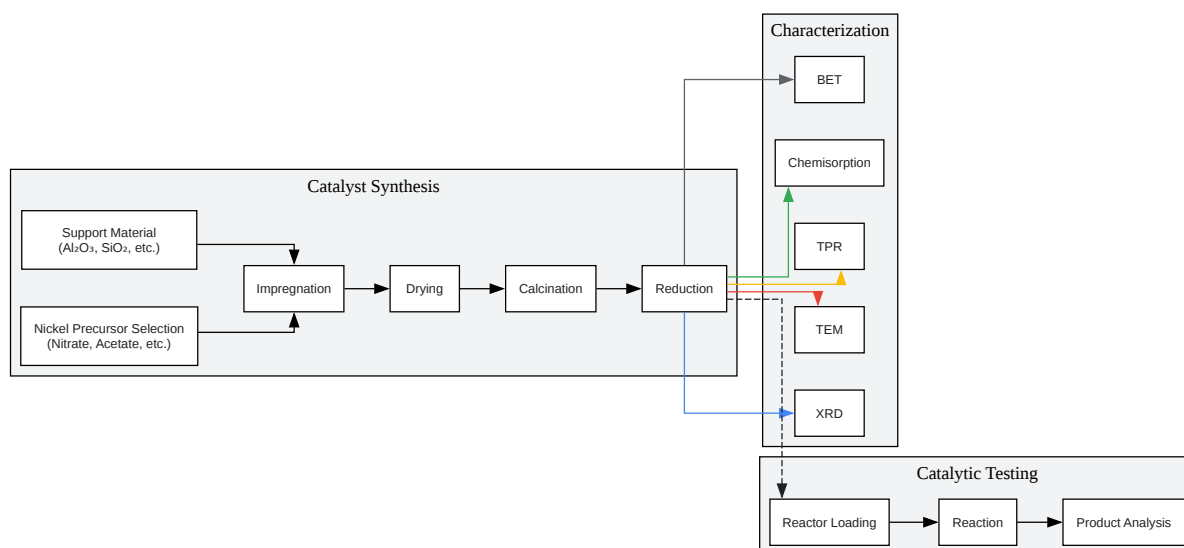 Characterization
BET
Chemisorption
TPR
TEM
XRD
Catalyst Synthesis
Support Material
(Al₂O₃, SiO₂, etc.)
Nickel Precursor Selection
(Nitrate, Acetate, etc.)
Impregnation
Drying
Calcination
Reduction
Catalytic Testing
Reactor Loading
Reaction
Product Analysis